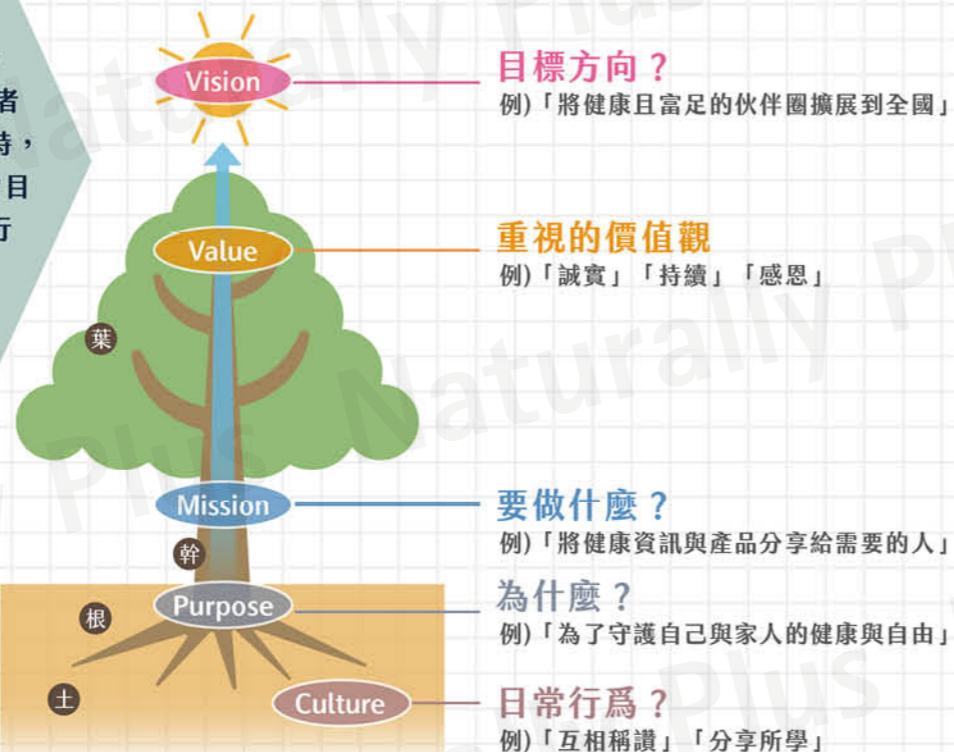 者
時，
目
行
Vision
目標方向？
例)「將健康且富足的伙伴圈擴展到全國」
Value
重視的價值觀
例)「誠實」「持續」「感恩」
葉
Mission
要做什麼？
例)「將健康資訊與產品分享給需要的人」
幹
Purpose
為什麼？
例)「為了守護自己與家人的健康與自由」
根
土
Culture
日常行爲？
例)「互相稱讚」「分享所學」
Naturally Plus
Naturally Plus
Plus
Plus